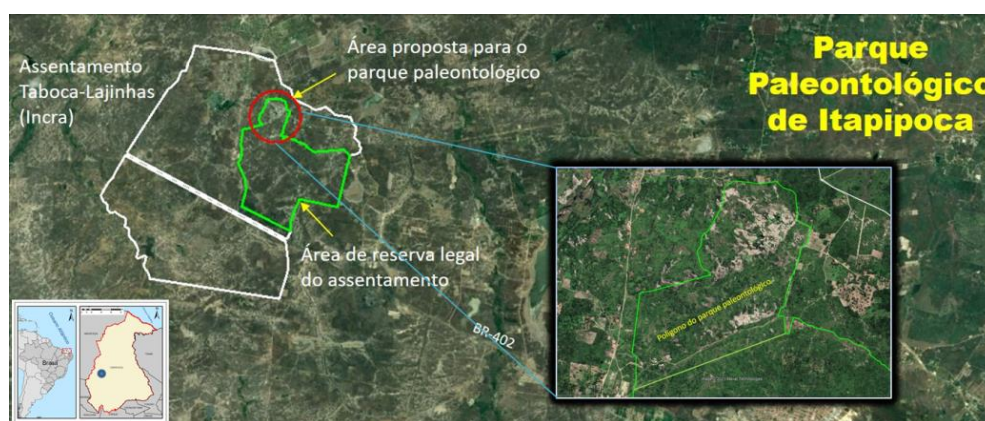 Assentamento
Taboca-Lajinhas
(Incra)
Área proposta para o
parque paleontológico
Parque
Paleontológico
de Itapipoca
Área de reserva legal
do assentamento
BR-402
Polígono do parque paleontológico
Brasil